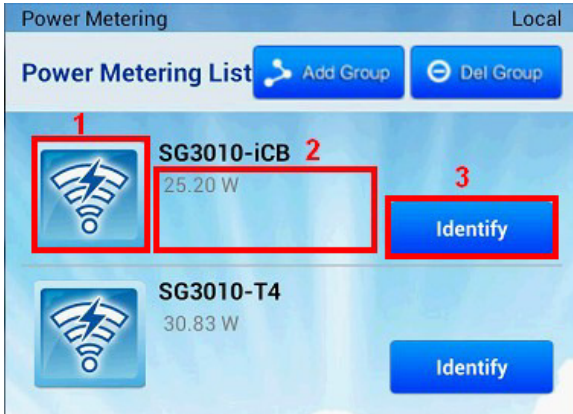 Power Metering Local
Power Metering List Add Group Del Group
1
SG3010-iCB 2
25.20 W
3
Identify
SG3010-T4
30.83 W
Identify